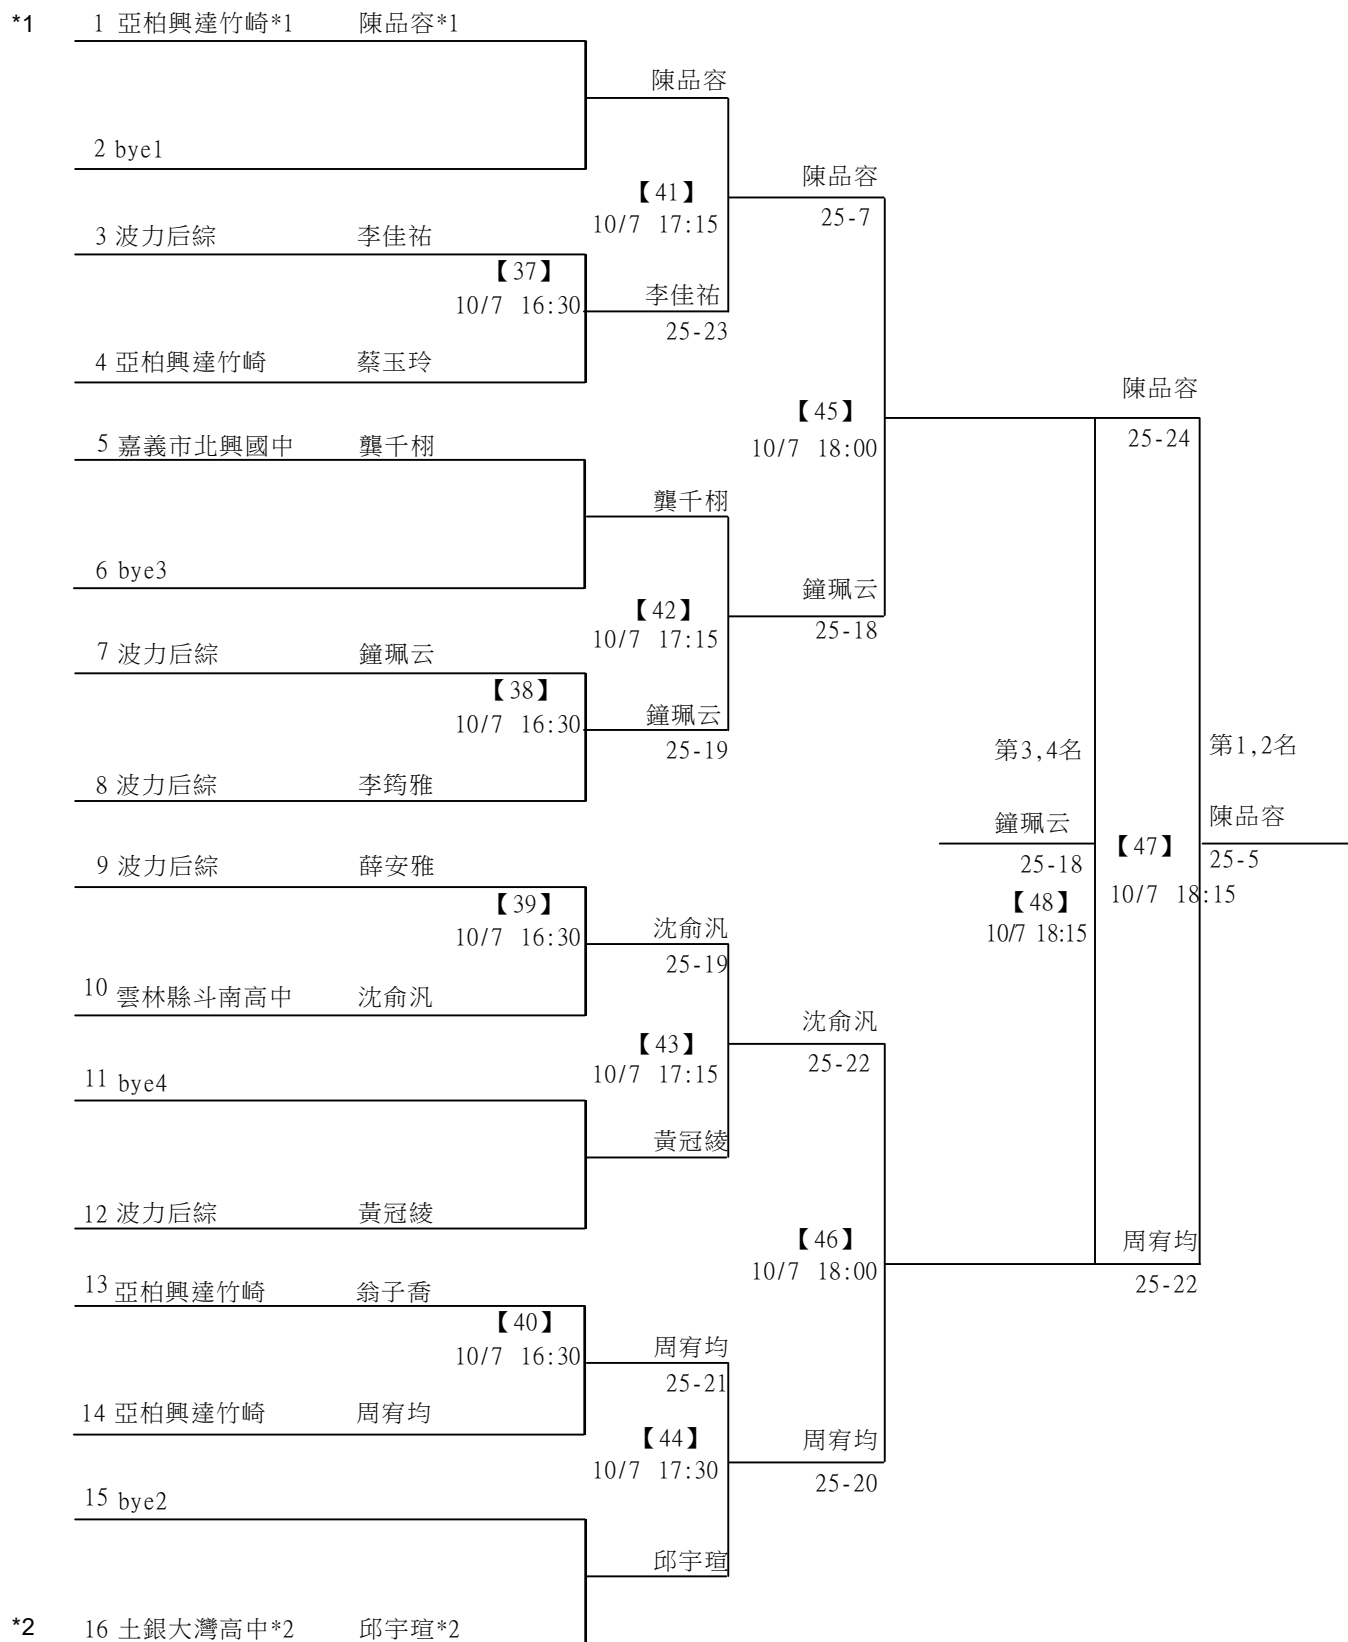 *1 1 亞柏興達竹崎*1 陳品容*1
陳品容
2 bye1
陳品容
【41】
25-7
10/7 17:15
3 波力后綜 李佳祐
【37】
10/7 16:30
李佳祐
25-23
4 亞柏興達竹崎 蔡玉玲
陳品容
【45】
25-24
10/7 18:00
5 嘉義市北興國中 龔千栩
龔千栩
6 bye3
鐘珮云
【42】
25-18
10/7 17:15
7 波力后綜 鐘珮云
【38】
10/7 16:30
鐘珮云
25-19
第3,4名
第1,2名
8 波力后綜 李筠雅
鐘珮云
陳品容
【47】
25-18
25-5
9 波力后綜 薛安雅
【48】
10/7 18:15
10/7 18:15
【39】
10/7 16:30
沈俞汎
25-19
10 雲林縣斗南高中 沈俞汎
沈俞汎
【43】
25-22
10/7 17:15
11 bye4
黃冠綾
12 波力后綜 黃冠綾
【46】
周宥均
10/7 18:00
25-22
13 亞柏興達竹崎 翁子喬
【40】
10/7 16:30
周宥均
25-21
14 亞柏興達竹崎 周宥均
【44】
周宥均
10/7 17:30
25-20
15 bye2
邱宇瑄
*2 16 土銀大灣高中*2 邱宇瑄*2